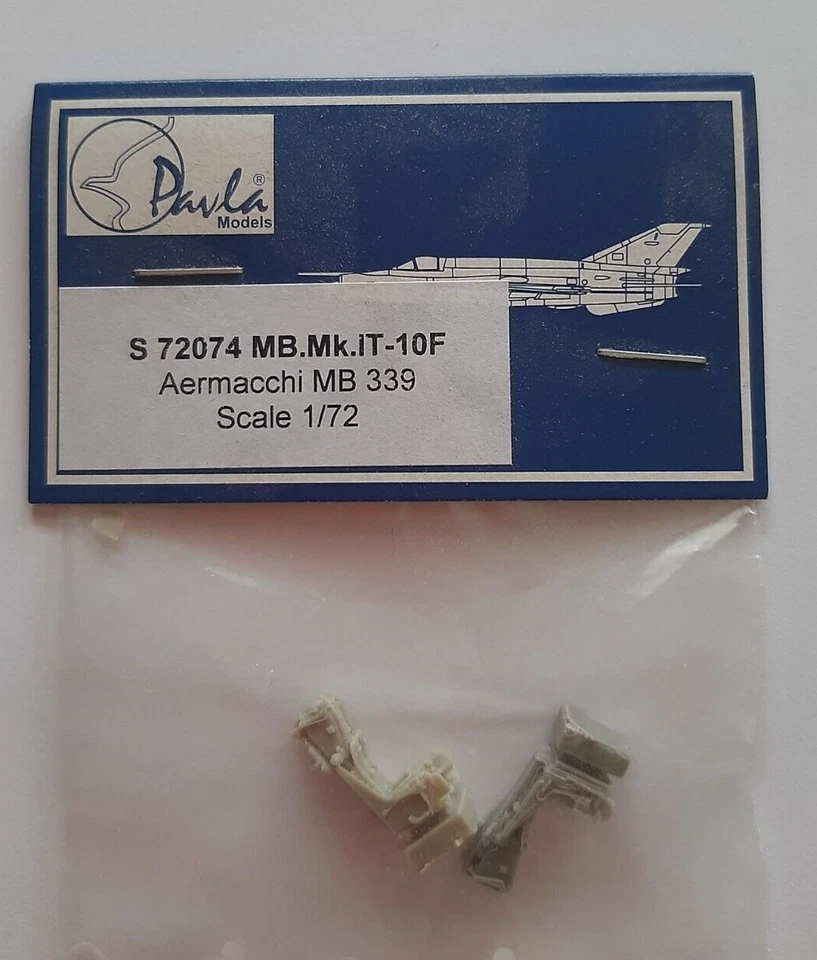 Pavla®
Models
S 72074 MB.Mk.IT-10F
Aermacchi MB 339
Scale 1/72